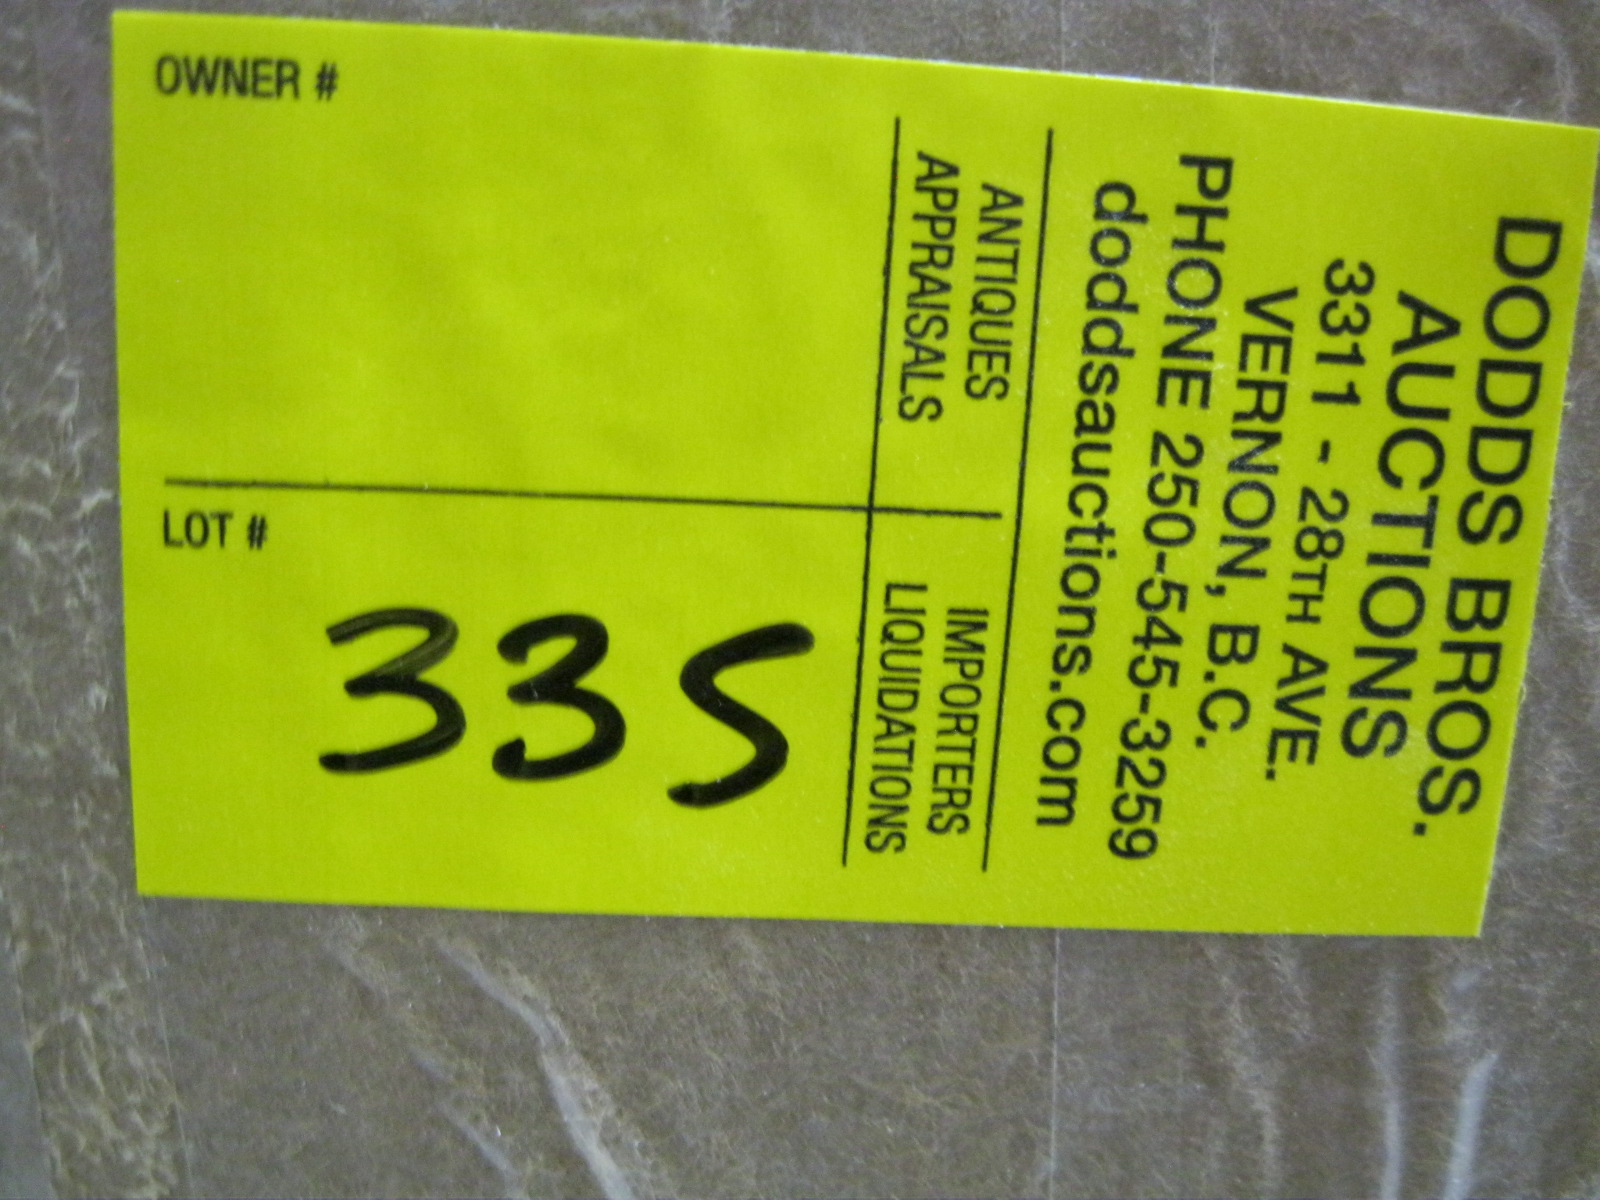 DODDS BROS.
AUCTIONS
3311 - 28TH AVE.
VERNON, B.C.
PHONE 250-545-3259
doddsauctions.com
ANTIQUES
APPRAISALS
IMPORTERS
LIQUIDATIONS
OWNER #
LOT #
335